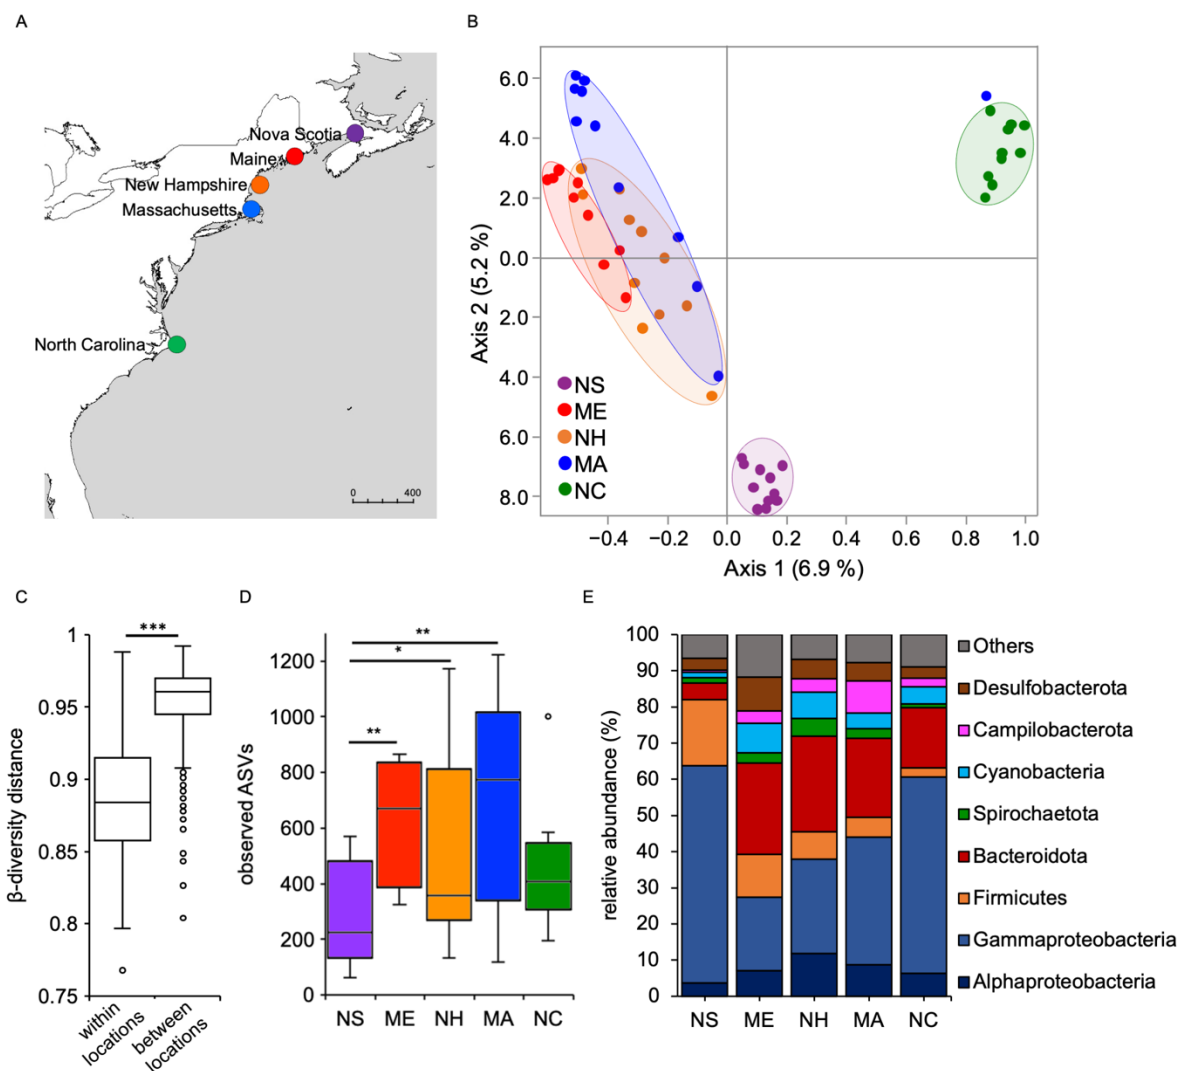 A
Nova Scotia
Maine
New Hampshire
Massachusetts
North Carolina
0 400
B
6.0
4.0
2.0
0.0
2.0
4.0
6.0
8.0
Axis 2 (5.2 %)
NS
ME
NH
MA
NC
−0.4 −0.2 0.0 0.2 0.4 0.6 0.8 1.0
Axis 1 (6.9 %)
C
***
1
0.95
0.9
0.85
0.8
0.75
β-diversity distance
within locations
between locations
D
**
*
**
1200
1000
800
600
400
200
0
observed ASVs
NS ME NH MA NC
E
100
90
80
70
60
50
40
30
20
10
0
relative abundance (%)
NS ME NH MA NC
Others
Desulfobacterota
Campilobacterota
Cyanobacteria
Spirochaetota
Bacteroidota
Firmicutes
Gammaproteobacteria
Alphaproteobacteria